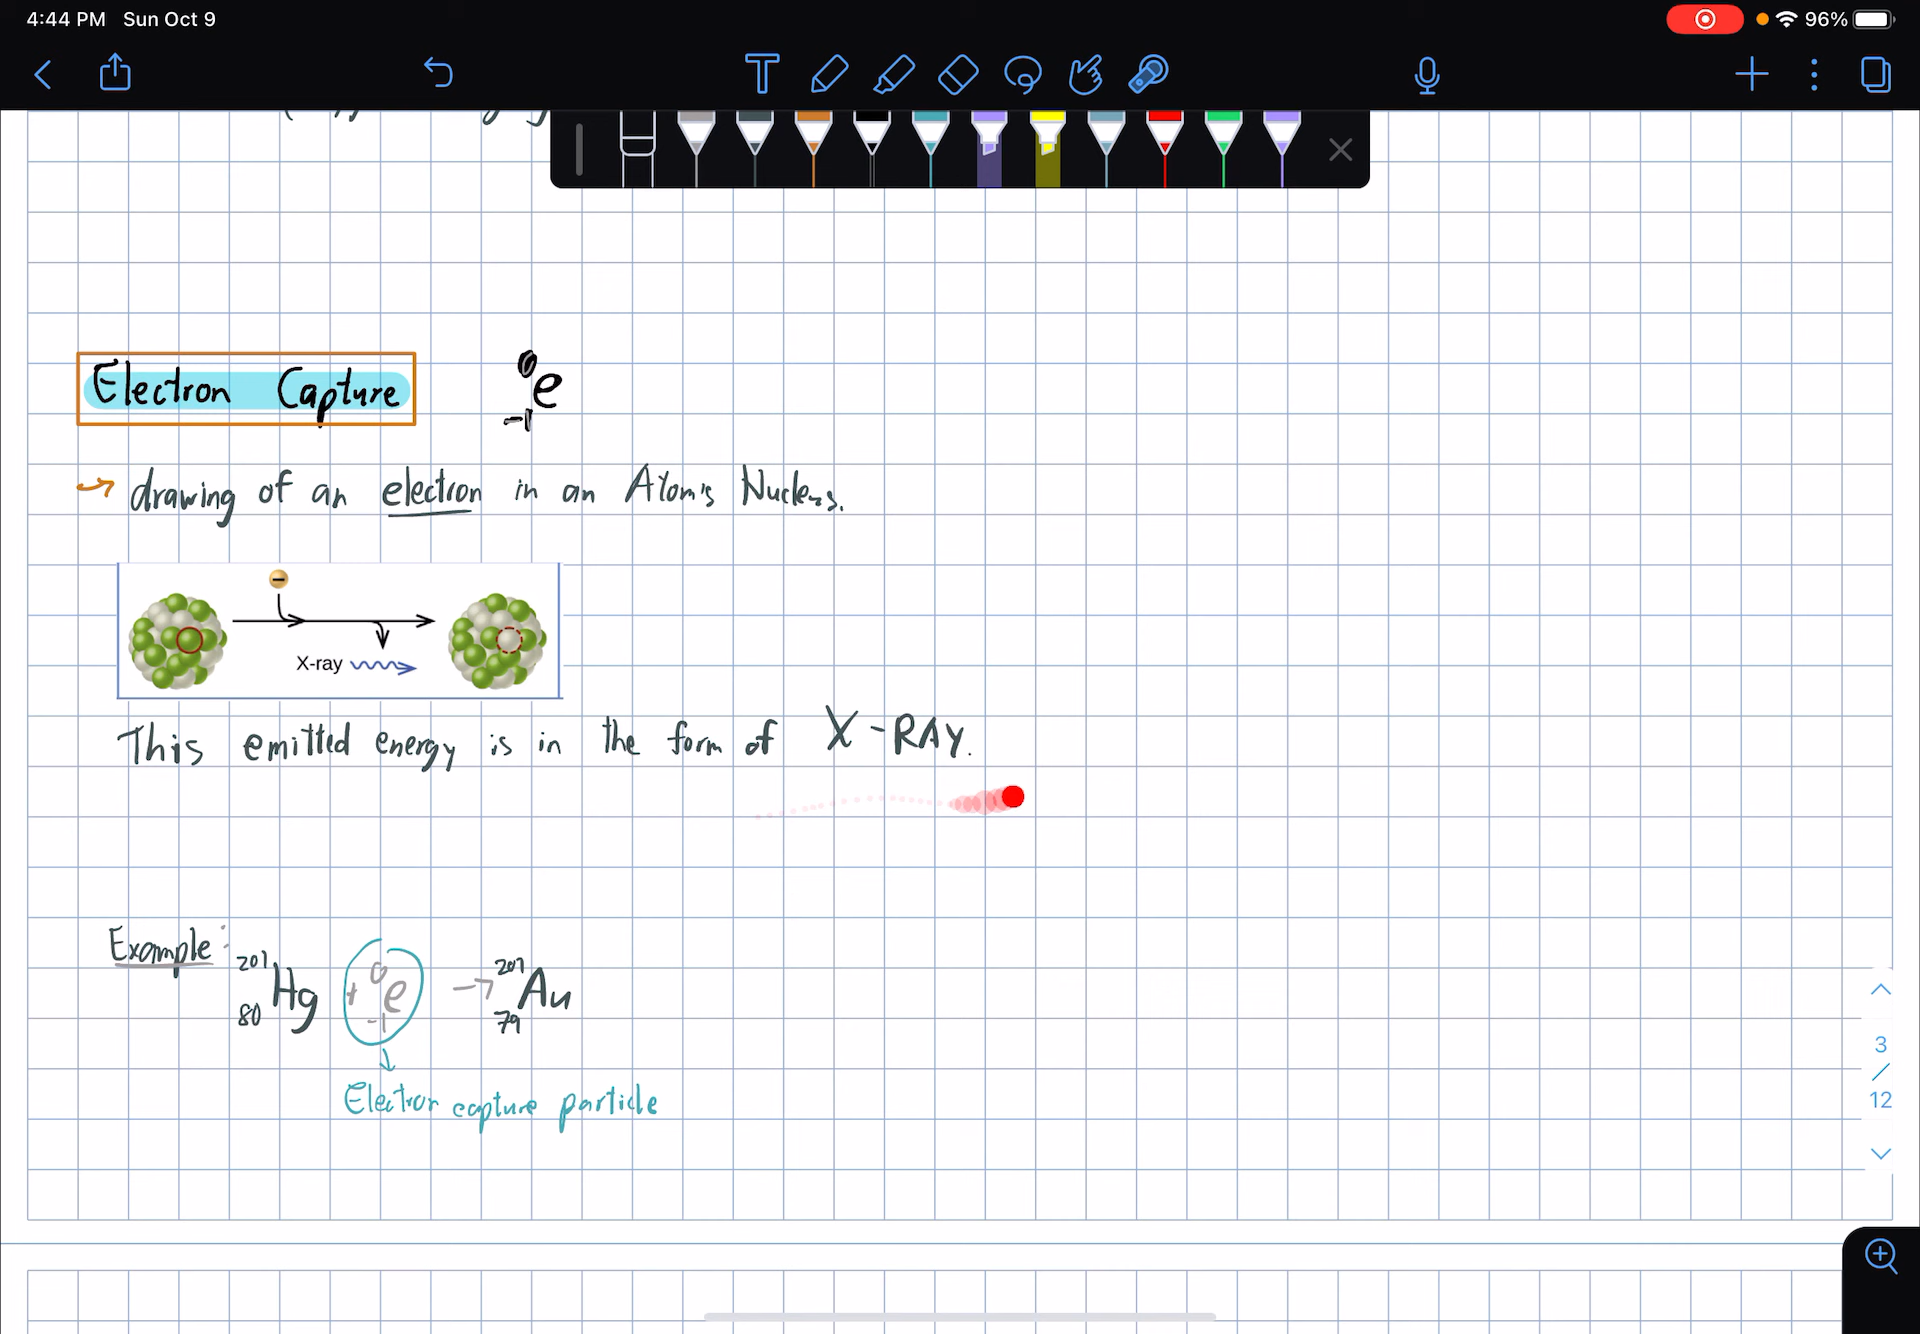 4:44 PM Sun Oct 9
96%
Electron Capture
0
-1 e
drawing of an electron in an Atom's Nucleus.
X-ray
This emitted energy is in the form of X-RAY.
Example:
201 80 Hg + 0 -1 e → 201 79 Au
Electron capture particle
3
/
12